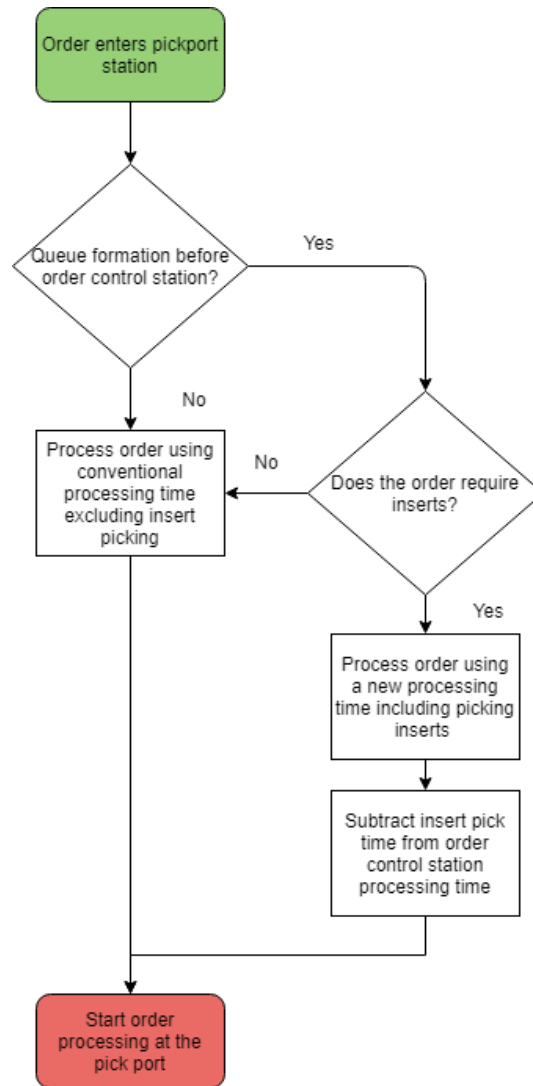 Order enters pickport
station
Queue formation before
order control station?
Yes
No
Process order using
conventional
processing time
excluding insert
picking
No
Does the order require
inserts?
Yes
Process order using
a new processing
time including picking
inserts
Subtract insert pick
time from order
control station
processing time
Start order
processing at the
pick port